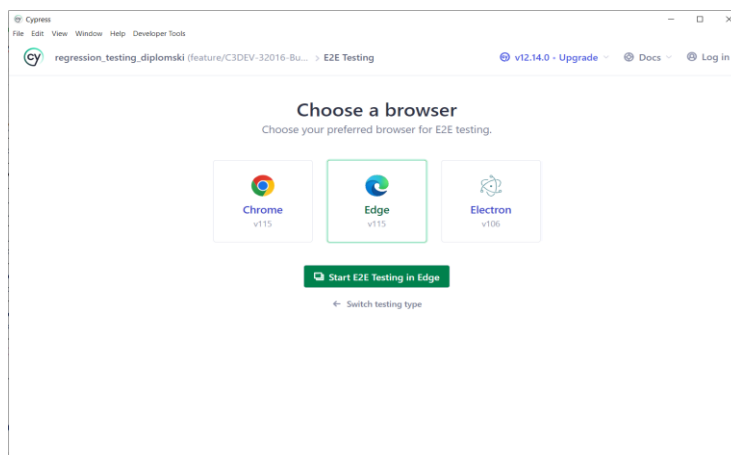 Cypress
File Edit View Window Help Developer Tools
cy regression_testing_diplomski (feature/C3DEV-32016-Bu... > E2E Testing v12.14.0 - Upgrade Docs Log in
Choose a browser
Choose your preferred browser for E2E testing.
Chrome Edge Electron
v115 v115 v106
Start E2E Testing in Edge
← Switch testing type